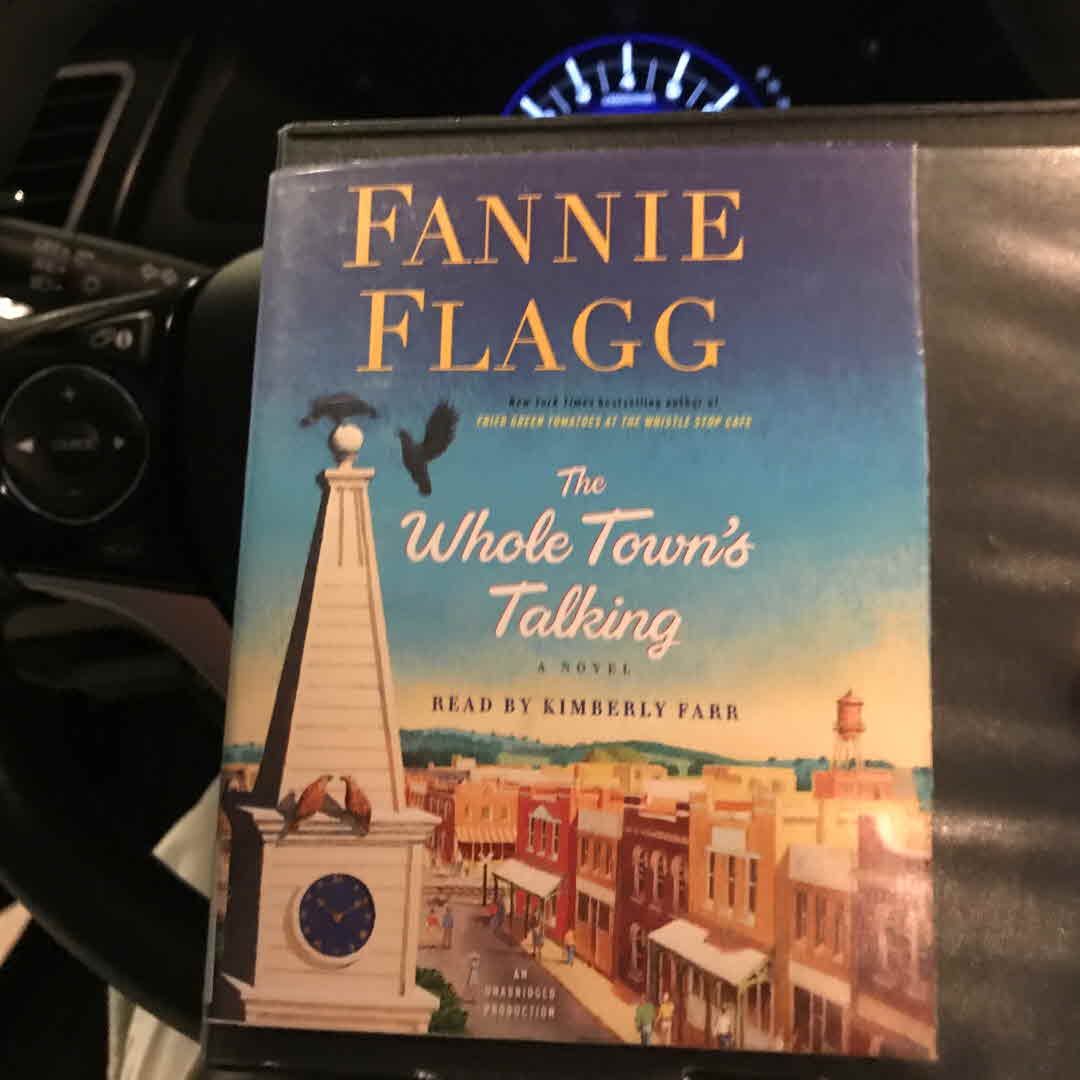 FANNIE
FLAGG
New York Times bestselling author of
FRIED GREEN TOMATOES AT THE WHISTLE STOP CAFE
The
Whole Town's
Talking
A NOVEL
READ BY KIMBERLY FARR
AN
UNABRIDGED
PRODUCTION